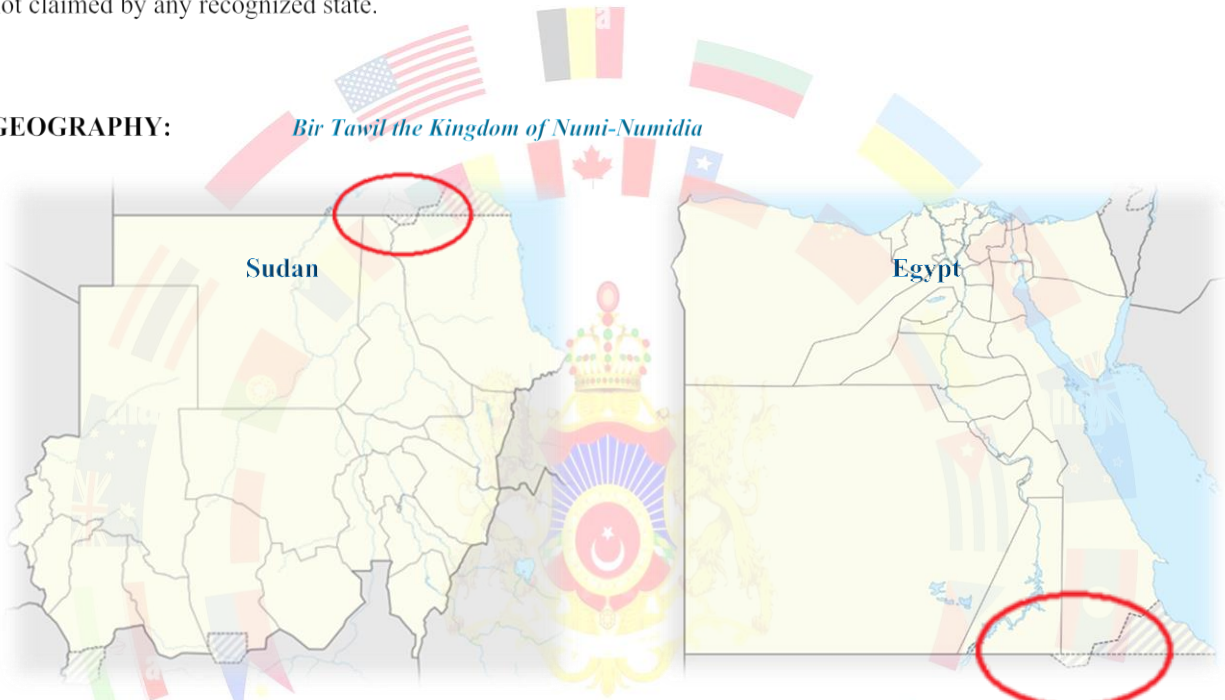 ot claimed by any recognized state.
GEOGRAPHY: Bir Tawil the Kingdom of Numi-Numidia
Sudan
Egypt